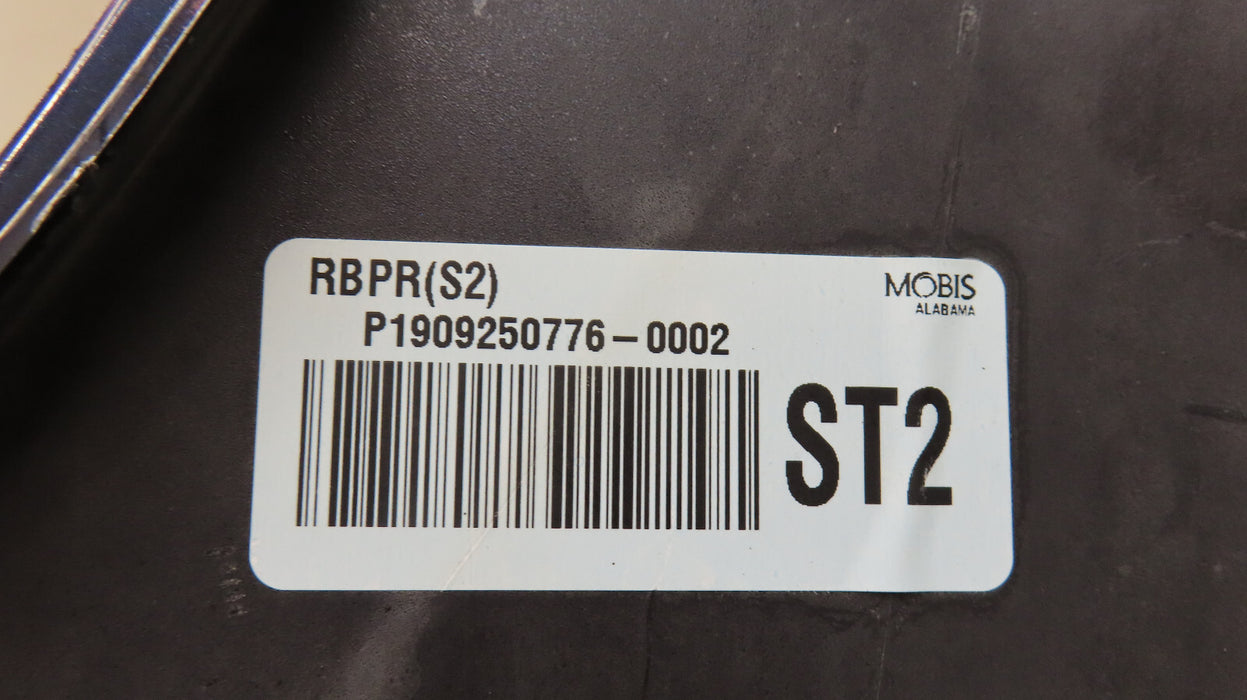 RBPR(S2)
MOBIS
ALABAMA
P1909250776-0002
ST2